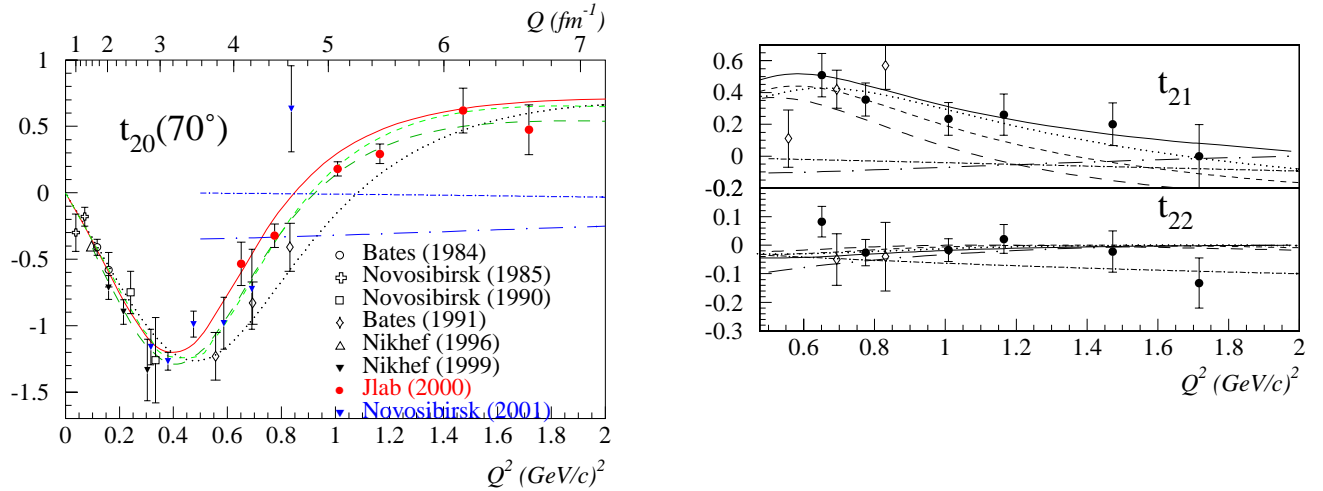 Q (fm⁻¹)
1 2 3 4 5 6 7
1
0.5
0
-0.5
-1
-1.5
t₂₀(70°)
Bates (1984)
Novosibirsk (1985)
Novosibirsk (1990)
Bates (1991)
Nikhef (1996)
Nikhef (1999)
Jlab (2000)
Novosibirsk (2001)
0 0.2 0.4 0.6 0.8 1 1.2 1.4 1.6 1.8 2
Q² (GeV/c)²
0.6
0.4
0.2
0
-0.2
t₂₁
0.1
0
-0.1
-0.2
-0.3
t₂₂
0.6 0.8 1 1.2 1.4 1.6 1.8 2
Q² (GeV/c)²